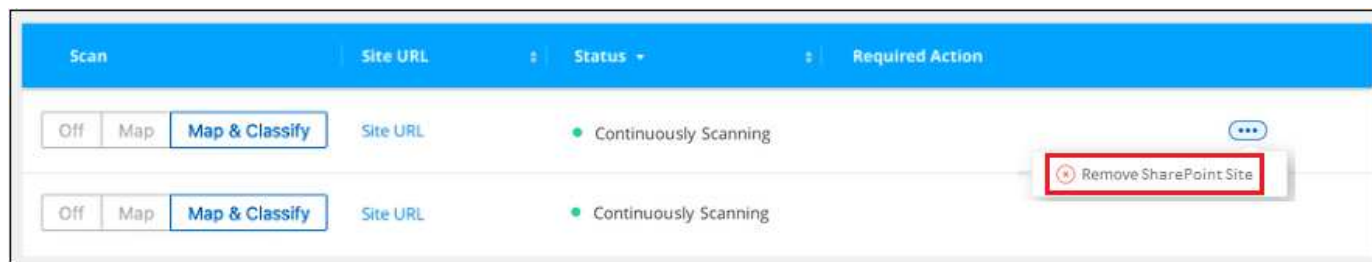 Scan Site URL Status Required Action
Off Map Map & Classify Site URL Continuously Scanning
Remove SharePoint Site
Off Map Map & Classify Site URL Continuously Scanning